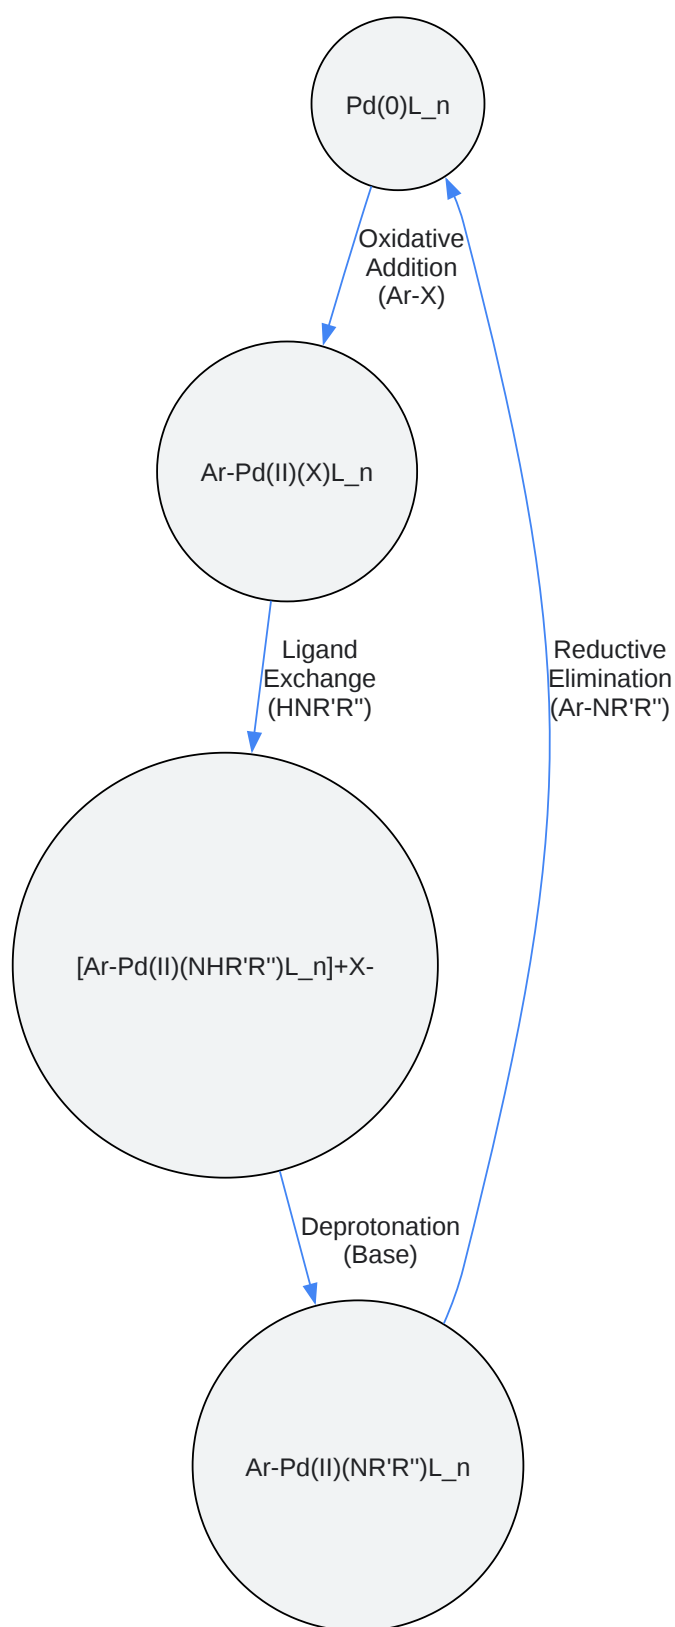 Pd(0)L_n
Oxidative
Addition
(Ar-X)
Ar-Pd(II)(X)L_n
Ligand
Exchange
(HNR'R'')
Reductive
Elimination
(Ar-NR'R'')
[Ar-Pd(II)(NHR'R'')L_n]+X-
Deprotonation
(Base)
Ar-Pd(II)(NR'R'')L_n